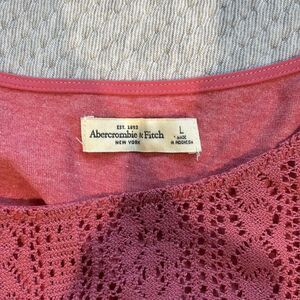 EST. 1892
Abercrombie & Fitch
NEW YORK
L
MADE
IN INDONESIA